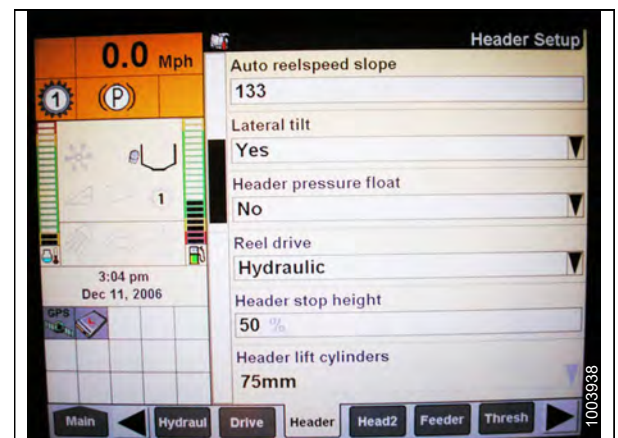 0.0 Mph
Header Setup
1
(P)
Auto reelspeed slope
133
Lateral tilt
Yes
1
Header pressure float
No
Reel drive
Hydraulic
3:04 pm
Dec 11, 2006
GPS
Header stop height
50 %
Header lift cylinders
75mm
Main
Hydraul
Drive
Header
Head2
Feeder
Thresh
1003938